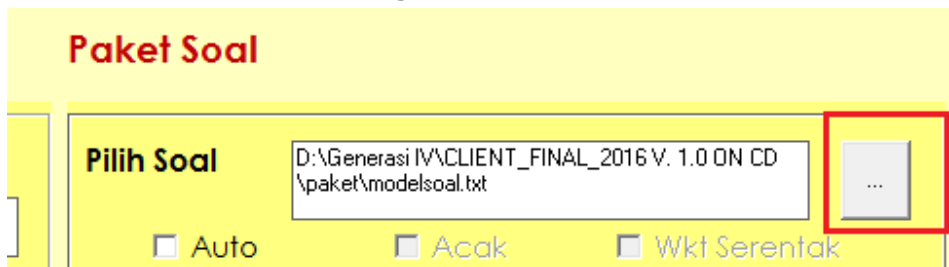 Paket Soal
Pilih Soal
D:\Generasi IV\CLIENT_FINAL_2016 V. 1.0 ON CD
\paket\modelsoal.txt
...
Auto Acak Wkt Serentak